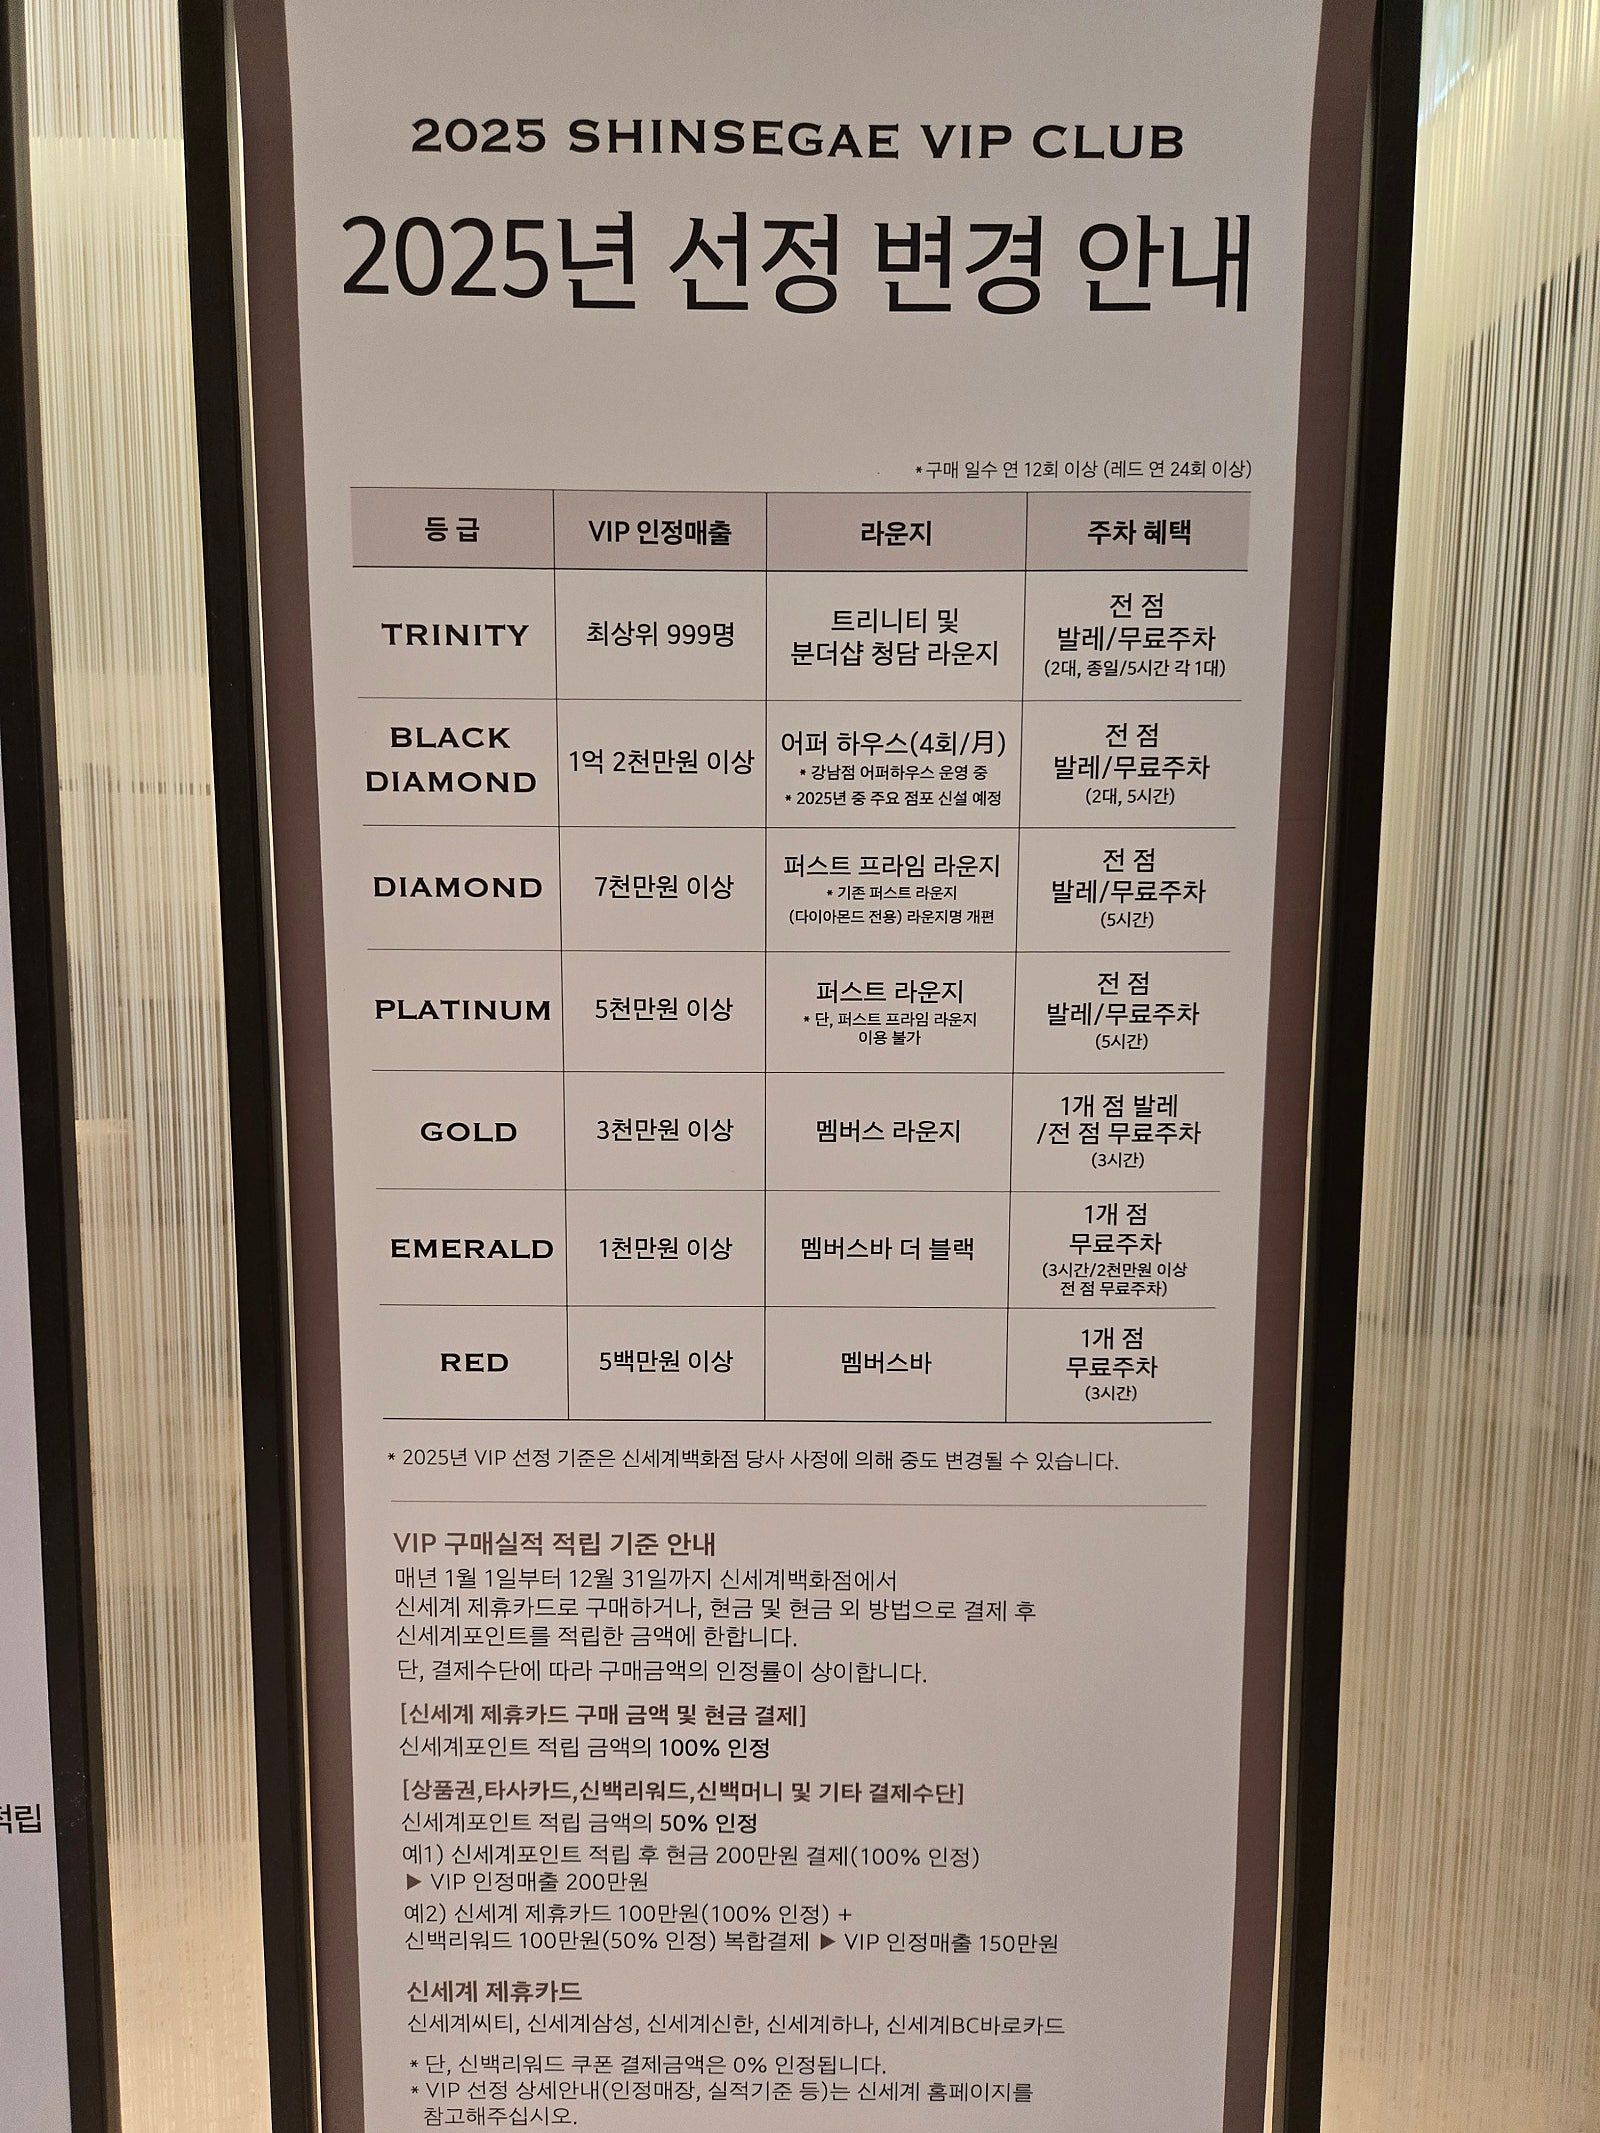 2025 SHINSEGAE VIP CLUB
2025년 선정 변경 안내
* 구매 일수 연 12회 이상 (레드 연 24회 이상)
등 급 VIP 인정매출 라운지 주차 혜택
TRINITY 최상위 999명 트리니티 및
분더샵 청담 라운지 전 점
발레/무료주차
(2대, 종일/5시간 각 1대)
BLACK
DIAMOND 1억 2천만원 이상 어퍼 하우스(4회/月)
* 강남점 어퍼하우스 운영 중
* 2025년 중 주요 점포 신설 예정 전 점
발레/무료주차
(2대, 5시간)
DIAMOND 7천만원 이상 퍼스트 프라임 라운지
* 기존 퍼스트 라운지
(다이아몬드 전용) 라운지명 개편 전 점
발레/무료주차
(5시간)
PLATINUM 5천만원 이상 퍼스트 라운지
* 단, 퍼스트 프라임 라운지
이용 불가 전 점
발레/무료주차
(5시간)
GOLD 3천만원 이상 멤버스 라운지 1개 점 발레
/전 점 무료주차
(3시간)
EMERALD 1천만원 이상 멤버스바 더 블랙 1개 점
무료주차
(3시간/2천만원 이상
전 점 무료주차)
RED 5백만원 이상 멤버스바 1개 점
무료주차
(3시간)
* 2025년 VIP 선정 기준은 신세계백화점 당사 사정에 의해 중도 변경될 수 있습니다.
VIP 구매실적 적립 기준 안내
매년 1월 1일부터 12월 31일까지 신세계백화점에서
신세계 제휴카드로 구매하거나, 현금 및 현금 외 방법으로 결제 후
신세계포인트를 적립한 금액에 한합니다.
단, 결제수단에 따라 구매금액의 인정률이 상이합니다.
[신세계 제휴카드 구매 금액 및 현금 결제]
신세계포인트 적립 금액의 100% 인정
[상품권,타사카드,신백리워드,신백머니 및 기타 결제수단]
신세계포인트 적립 금액의 50% 인정
예1) 신세계포인트 적립 후 현금 200만원 결제(100% 인정)
▶ VIP 인정매출 200만원
예2) 신세계 제휴카드 100만원(100% 인정) +
신백리워드 100만원(50% 인정) 복합결제 ▶ VIP 인정매출 150만원
신세계 제휴카드
신세계씨티, 신세계삼성, 신세계신한, 신세계하나, 신세계BC바로카드
* 단, 신백리워드 쿠폰 결제금액은 0% 인정됩니다.
* VIP 선정 상세안내(인정매장, 실적기준 등)는 신세계 홈페이지를
참고해주십시오.
적립